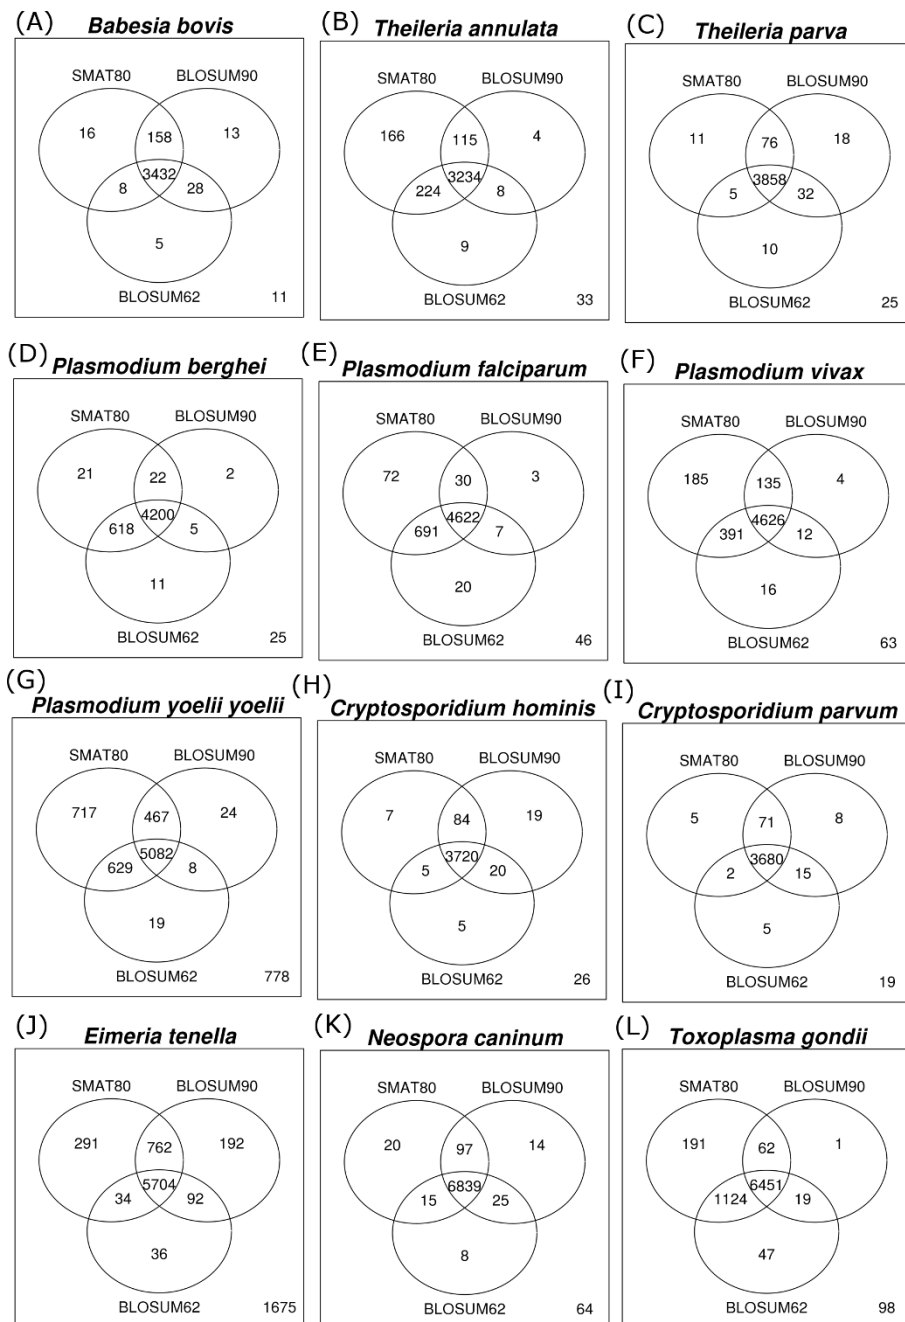 (A) Babesia bovis
SMAT80 BLOSUM90
16 158 13
3432
8 28
5
BLOSUM62 11
(B) Theileria annulata
SMAT80 BLOSUM90
166 115 4
3234
224 8
9
BLOSUM62 33
(C) Theileria parva
SMAT80 BLOSUM90
11 76 18
3858
5 32
10
BLOSUM62 25
(D) Plasmodium berghei
SMAT80 BLOSUM90
21 22 2
4200
618 5
11
BLOSUM62 25
(E) Plasmodium falciparum
SMAT80 BLOSUM90
72 30 3
4622
691 7
20
BLOSUM62 46
(F) Plasmodium vivax
SMAT80 BLOSUM90
185 135 4
4626
391 12
16
BLOSUM62 63
(G) Plasmodium yoelii yoelii
SMAT80 BLOSUM90
717 467 24
5082
629 8
19
BLOSUM62 778
(H) Cryptosporidium hominis
SMAT80 BLOSUM90
7 84 19
3720
5 20
5
BLOSUM62 26
(I) Cryptosporidium parvum
SMAT80 BLOSUM90
5 71 8
3680
2 15
5
BLOSUM62 19
(J) Eimeria tenella
SMAT80 BLOSUM90
291 762 192
5704
34 92
36
BLOSUM62 1675
(K) Neospora caninum
SMAT80 BLOSUM90
20 97 14
6839
15 25
8
BLOSUM62 64
(L) Toxoplasma gondii
SMAT80 BLOSUM90
191 62 1
6451
1124 19
47
BLOSUM62 98